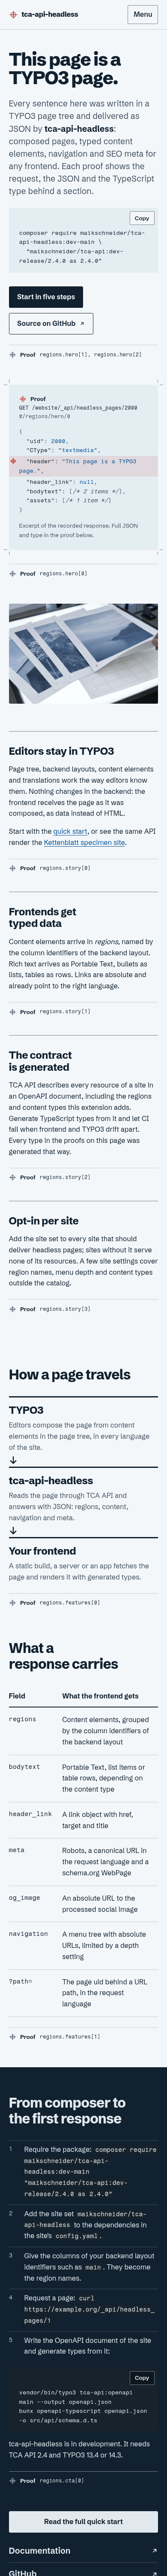 tca-api-headless
Menu
This page is a
TYPO3 page.
Every sentence here was written in a
TYPO3 page tree and delivered as
JSON by tca-api-headless:
composed pages, typed content
elements, navigation and SEO meta for
any frontend. Each proof shows the
request, the JSON and the TypeScript
type behind a section.
Copy
composer require maikschneider/tca-
api-headless:dev-main \
"maikschneider/tca-api:dev-
release/2.4.0 as 2.4.0"
Start in five steps
Source on GitHub ↗
Proof regions.hero[1], regions.hero[2]
Proof
GET /website/_api/headless_pages/2000
#/regions/hero/0
{
"uid": 2000,
"CType": "textmedia",
"header": "This page is a TYPO3
page.",
"header_link": null,
"bodytext": [/* 2 items */],
"assets": [/* 1 item */]
}
Excerpt of the recorded response. Full JSON
and type in the proof below.
Proof regions.hero[0]
Editors stay in TYPO3
Page tree, backend layouts, content elements
and translations work the way editors know
them. Nothing changes in the backend: the
frontend receives the page as it was
composed, as data instead of HTML.
Start with the quick start, or see the same API
render the Kettenblatt specimen site.
Proof regions.story[0]
Frontends get
typed data
Content elements arrive in regions, named by
the column identifiers of the backend layout.
Rich text arrives as Portable Text, bullets as
lists, tables as rows. Links are absolute and
already point to the right language.
Proof regions.story[1]
The contract
is generated
TCA API describes every resource of a site in
an OpenAPI document, including the regions
and content types this extension adds.
Generate TypeScript types from it and let CI
fail when frontend and TYPO3 drift apart.
Every type in the proofs on this page was
generated that way.
Proof regions.story[2]
Opt-in per site
Add the site set to every site that should
deliver headless pages; sites without it serve
none of its resources. A few site settings cover
region names, menu depth and content types
outside the catalog.
Proof regions.story[3]
How a page travels
TYPO3
Editors compose the page from content
elements in the page tree, in every language
of the site.
tca-api-headless
Reads the page through TCA API and
answers with JSON: regions, content,
navigation and meta.
Your frontend
A static build, a server or an app fetches the
page and renders it with generated types.
Proof regions.features[0]
What a
response carries
Field What the frontend gets
regions Content elements, grouped
by the column identifiers of
the backend layout
bodytext Portable Text, list items or
table rows, depending on
the content type
header_link A link object with href,
target and title
meta Robots, a canonical URL in
the request language and a
schema.org WebPage
og_image An absolute URL to the
processed social image
navigation A menu tree with absolute
URLs, limited by a depth
setting
?path= The page uid behind a URL
path, in the request
language
Proof regions.features[1]
From composer to
the first response
1 Require the package: composer require
maikschneider/tca-api-
headless:dev-main
"maikschneider/tca-api:dev-
release/2.4.0 as 2.4.0"
2 Add the site set maikschneider/tca-
api-headless to the dependencies in
the site's config.yaml.
3 Give the columns of your backend layout
identifiers such as main. They become
the region names.
4 Request a page: curl
https://example.org/_api/headless_
pages/1
5 Write the OpenAPI document of the site
and generate types from it:
Copy
vendor/bin/typo3 tca-api:openapi
main --output openapi.json
bunx openapi-typescript openapi.json
-o src/api/schema.d.ts
tca-api-headless is in development. It needs
TCA API 2.4 and TYPO3 13.4 or 14.3.
Proof regions.cta[0]
Read the full quick start
Documentation ↗
GitHub